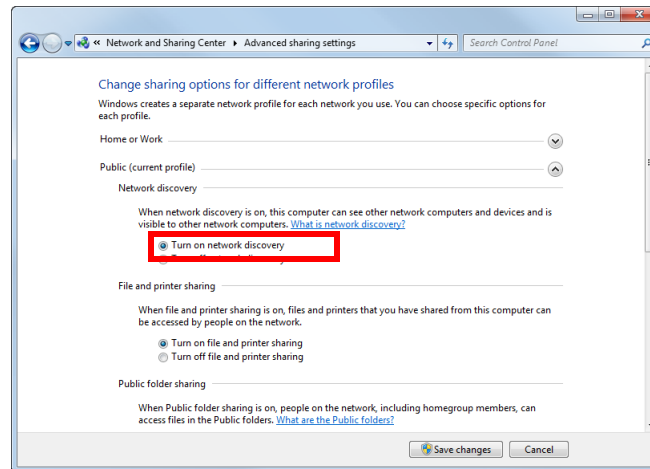 « Network and Sharing Center ▸ Advanced sharing settings
Search Control Panel
Change sharing options for different network profiles
Windows creates a separate network profile for each network you use. You can choose specific options for
each profile.
Home or Work
Public (current profile)
Network discovery
When network discovery is on, this computer can see other network computers and devices and is
visible to other network computers. What is network discovery?
Turn on network discovery
File and printer sharing
When file and printer sharing is on, files and printers that you have shared from this computer can
be accessed by people on the network.
Turn on file and printer sharing
Turn off file and printer sharing
Public folder sharing
When Public folder sharing is on, people on the network, including homegroup members, can
access files in the Public folders. What are the Public folders?
Save changes
Cancel